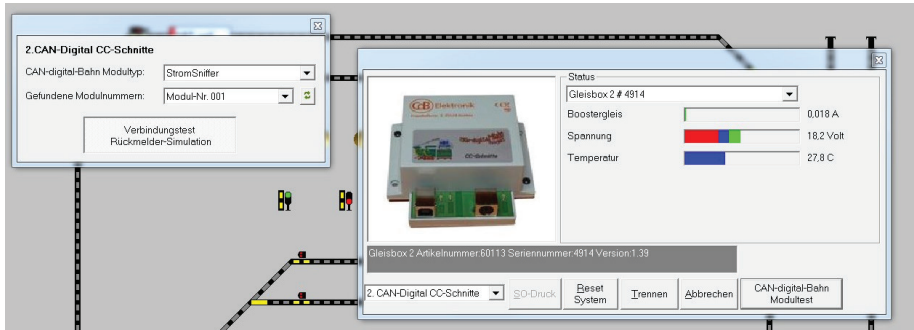 2.CAN-Digital CC-Schnitte
CAN-digital-Bahn Modultyp: StromSniffer
Gefundene Modulnummern: Modul-Nr. 001
Verbindungstest
Rückmelder-Simulation
Status
Gleisbox 2 # 4914
Boostergleis 0,018 A
Spannung 18,2 Volt
Temperatur 27,8 C
CdB Elektronik
CC-Schnitte
Gleisbox 2 Artikelnummer:60113 Seriennummer:4914 Version:1.39
2. CAN-Digital CC-Schnitte
SO-Druck
Reset
System
Trennen
Abbrechen
CAN-digital-Bahn
Modultest